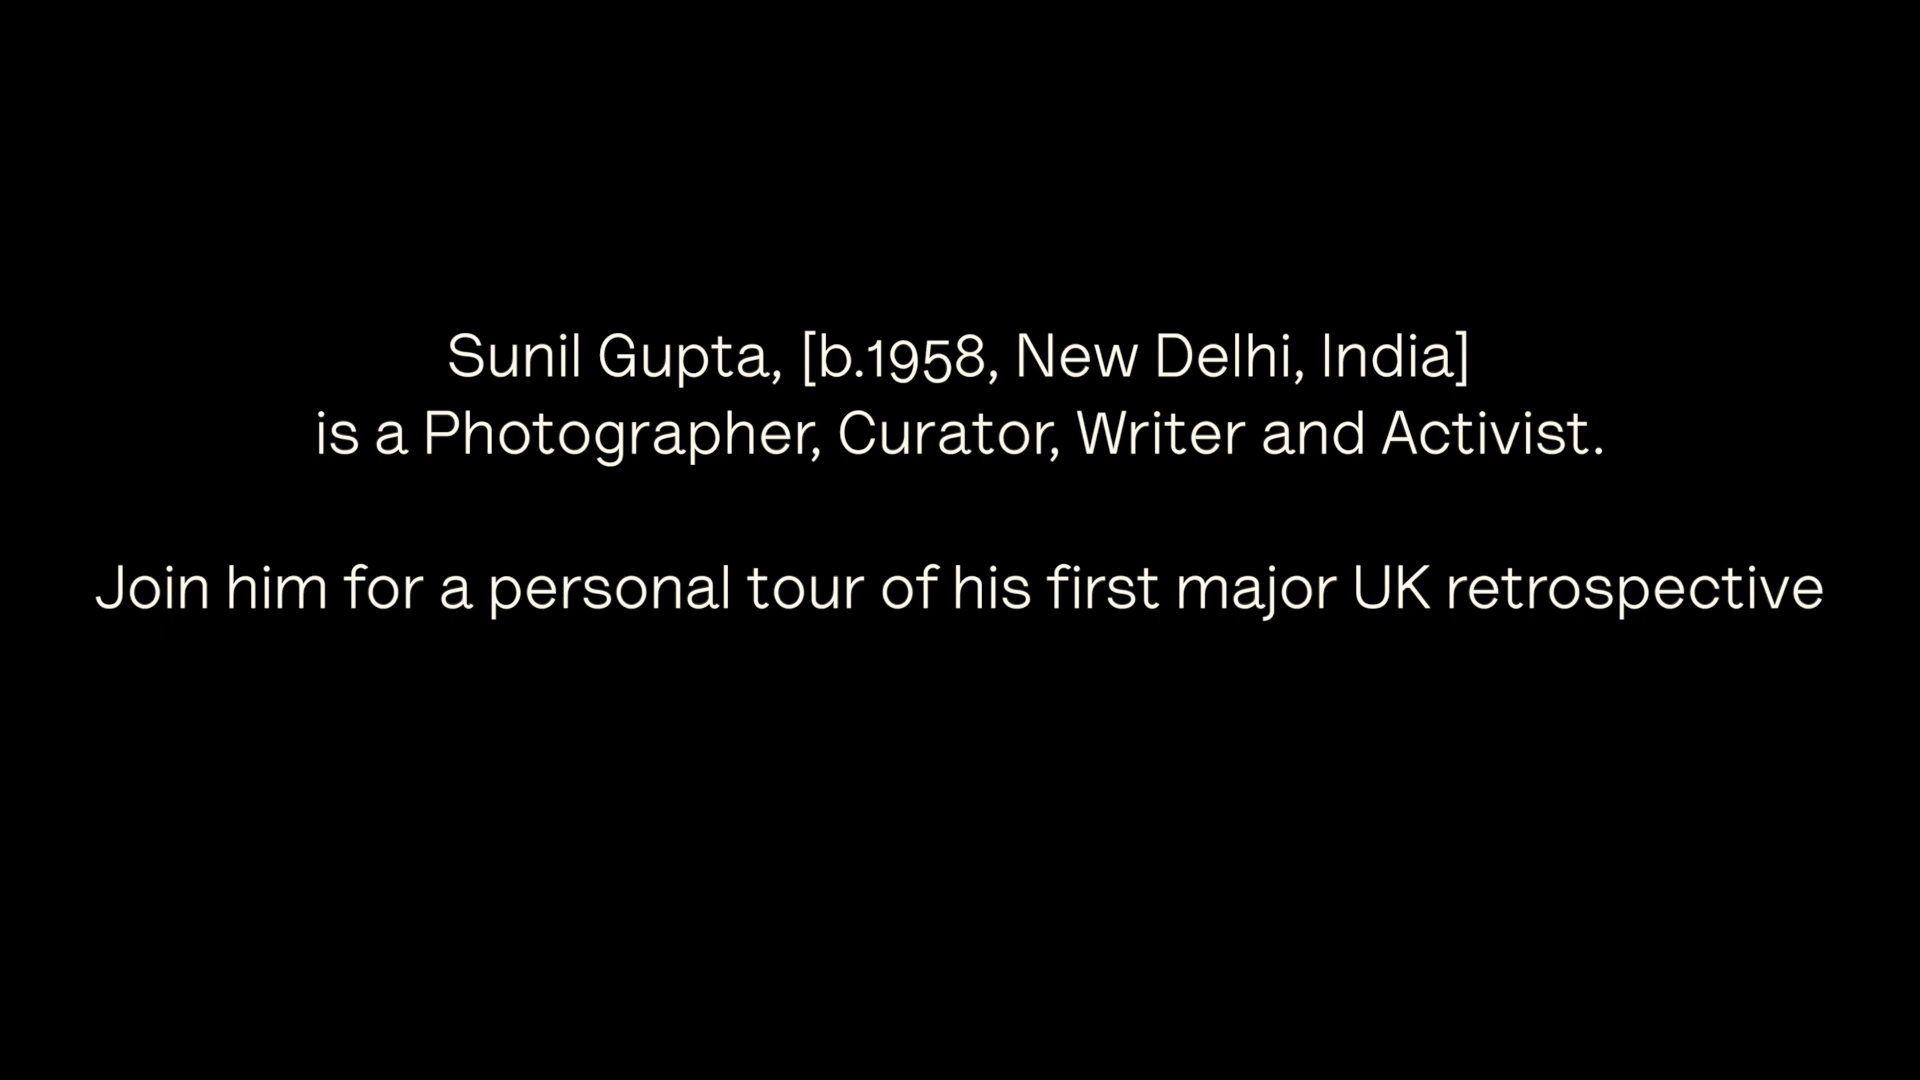 Sunil Gupta, [b.1958, New Delhi, India]
is a Photographer, Curator, Writer and Activist.
Join him for a personal tour of his first major UK retrospective